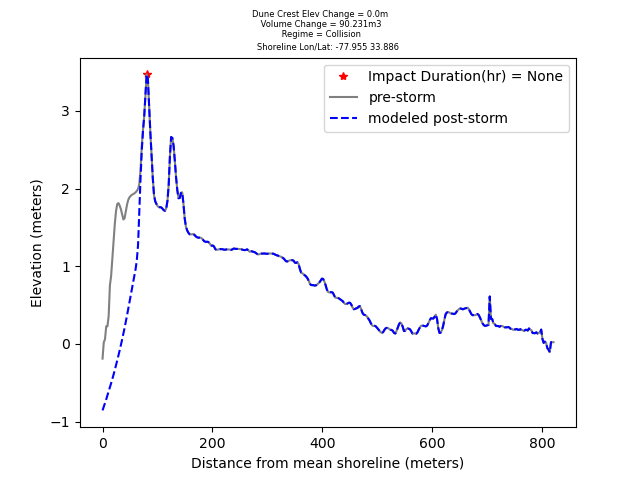 Dune Crest Elev Change = 0.0m
Volume Change = 90.231m3
Regime = Collision
Shoreline Lon/Lat: -77.955 33.886
Impact Duration(hr) = None
pre-storm
modeled post-storm
Elevation (meters)
3
2
1
0
−1
0 200 400 600 800
Distance from mean shoreline (meters)